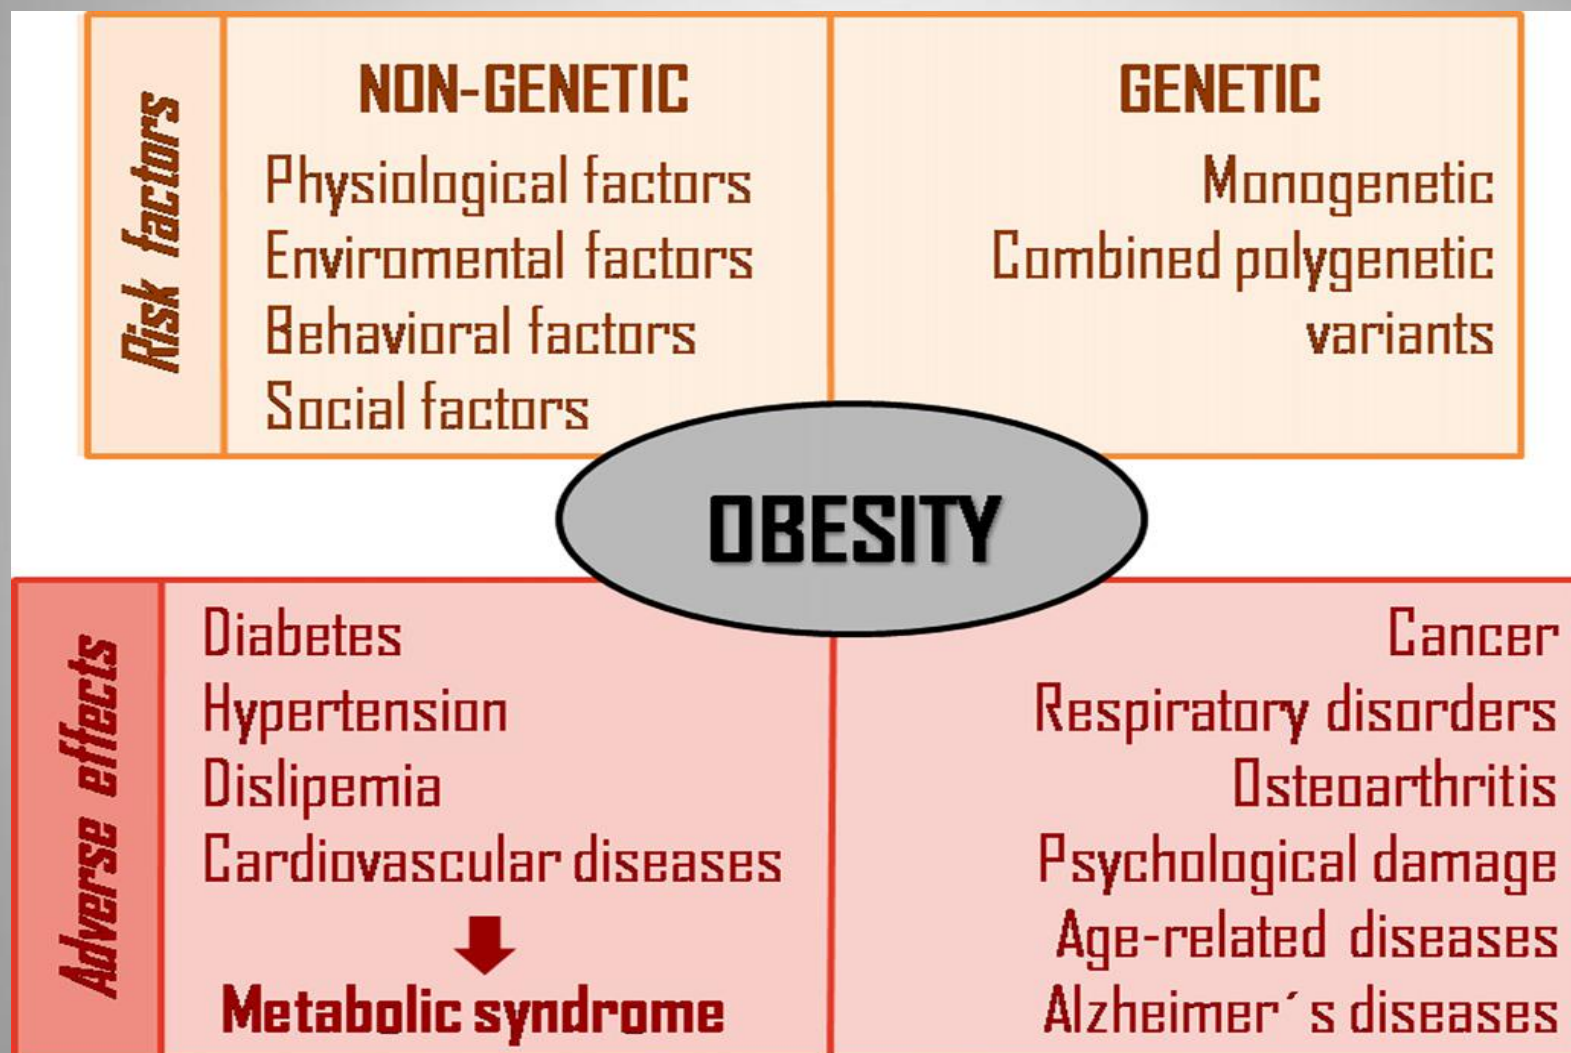 Risk factors
NON-GENETIC
Physiological factors
Enviromental factors
Behavioral factors
Social factors
GENETIC
Monogenetic
Combined polygenetic
variants
OBESITY
Adverse effects
Diabetes
Hypertension
Dislipemia
Cardiovascular diseases
Metabolic syndrome
Cancer
Respiratory disorders
Osteoarthritis
Psychological damage
Age-related diseases
Alzheimer´s diseases